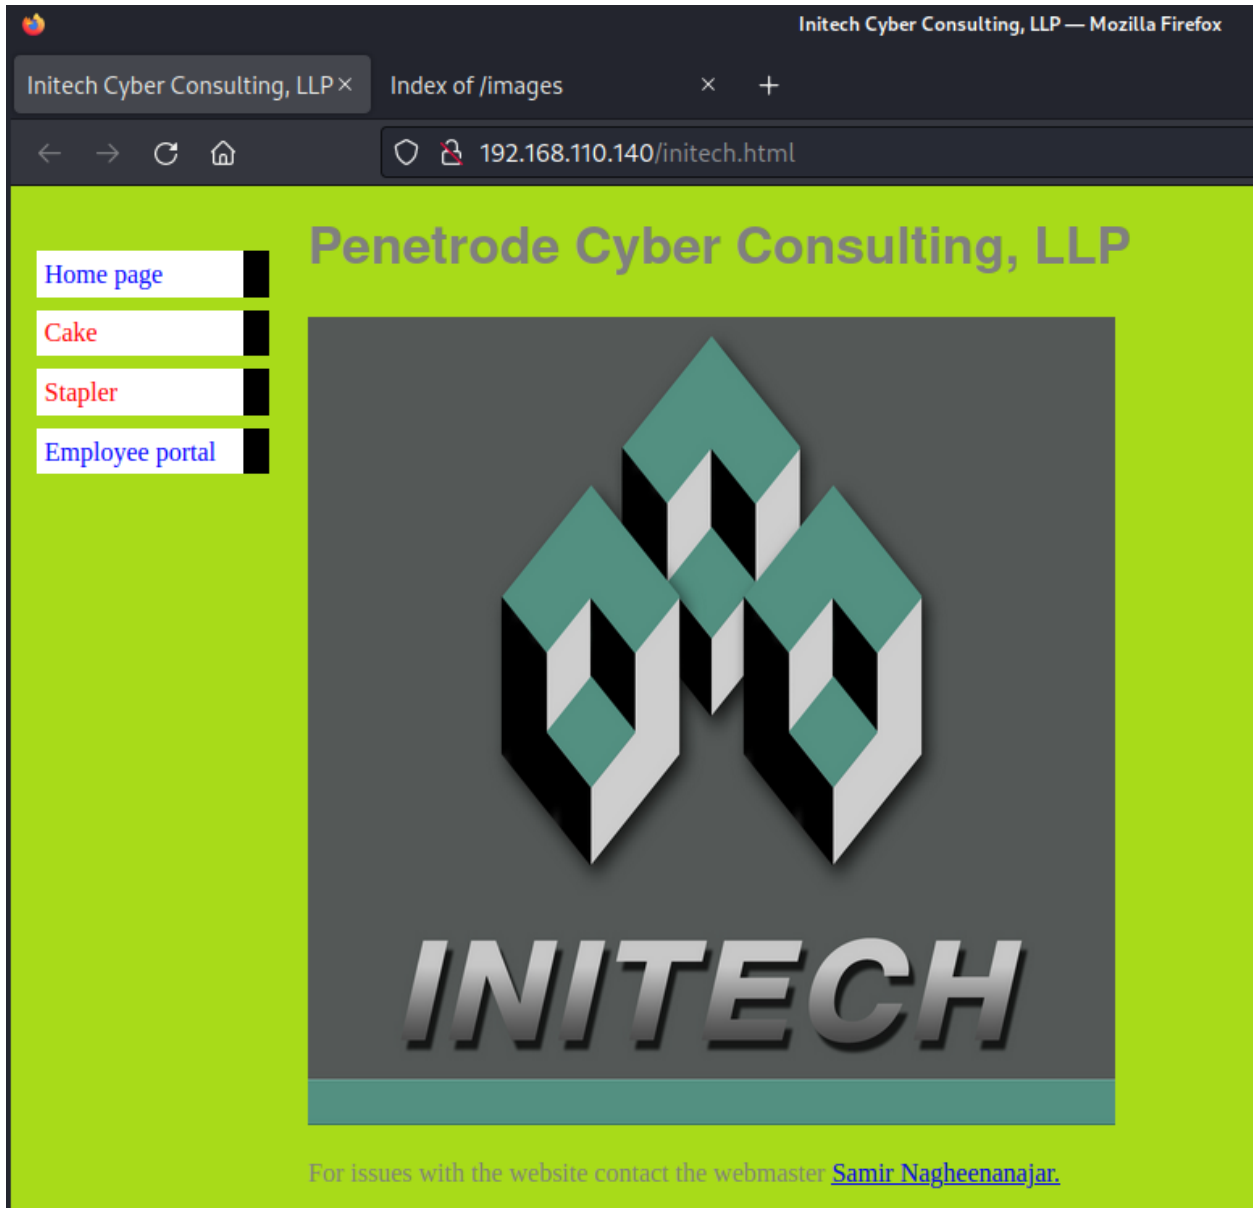 Initech Cyber Consulting, LLP — Mozilla Firefox
Initech Cyber Consulting, LLP
Index of /images
192.168.110.140/initech.html
Penetrode Cyber Consulting, LLP
Home page
Cake
Stapler
Employee portal
INITECH
For issues with the website contact the webmaster Samir Nagheenanajar.